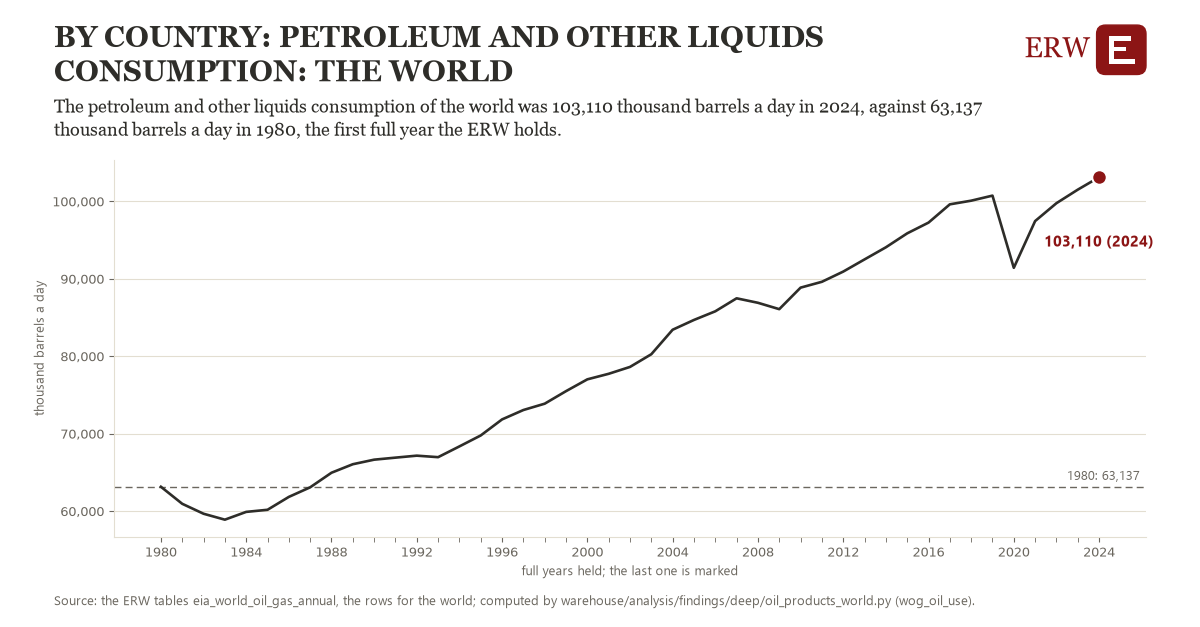 BY COUNTRY: PETROLEUM AND OTHER LIQUIDS
CONSUMPTION: THE WORLD
ERW E
The petroleum and other liquids consumption of the world was 103,110 thousand barrels a day in 2024, against 63,137
thousand barrels a day in 1980, the first full year the ERW holds.
100,000
90,000
80,000
70,000
60,000
thousand barrels a day
103,110 (2024)
1980: 63,137
1980 1984 1988 1992 1996 2000 2004 2008 2012 2016 2020 2024
full years held; the last one is marked
Source: the ERW tables eia_world_oil_gas_annual, the rows for the world; computed by warehouse/analysis/findings/deep/oil_products_world.py (wog_oil_use).